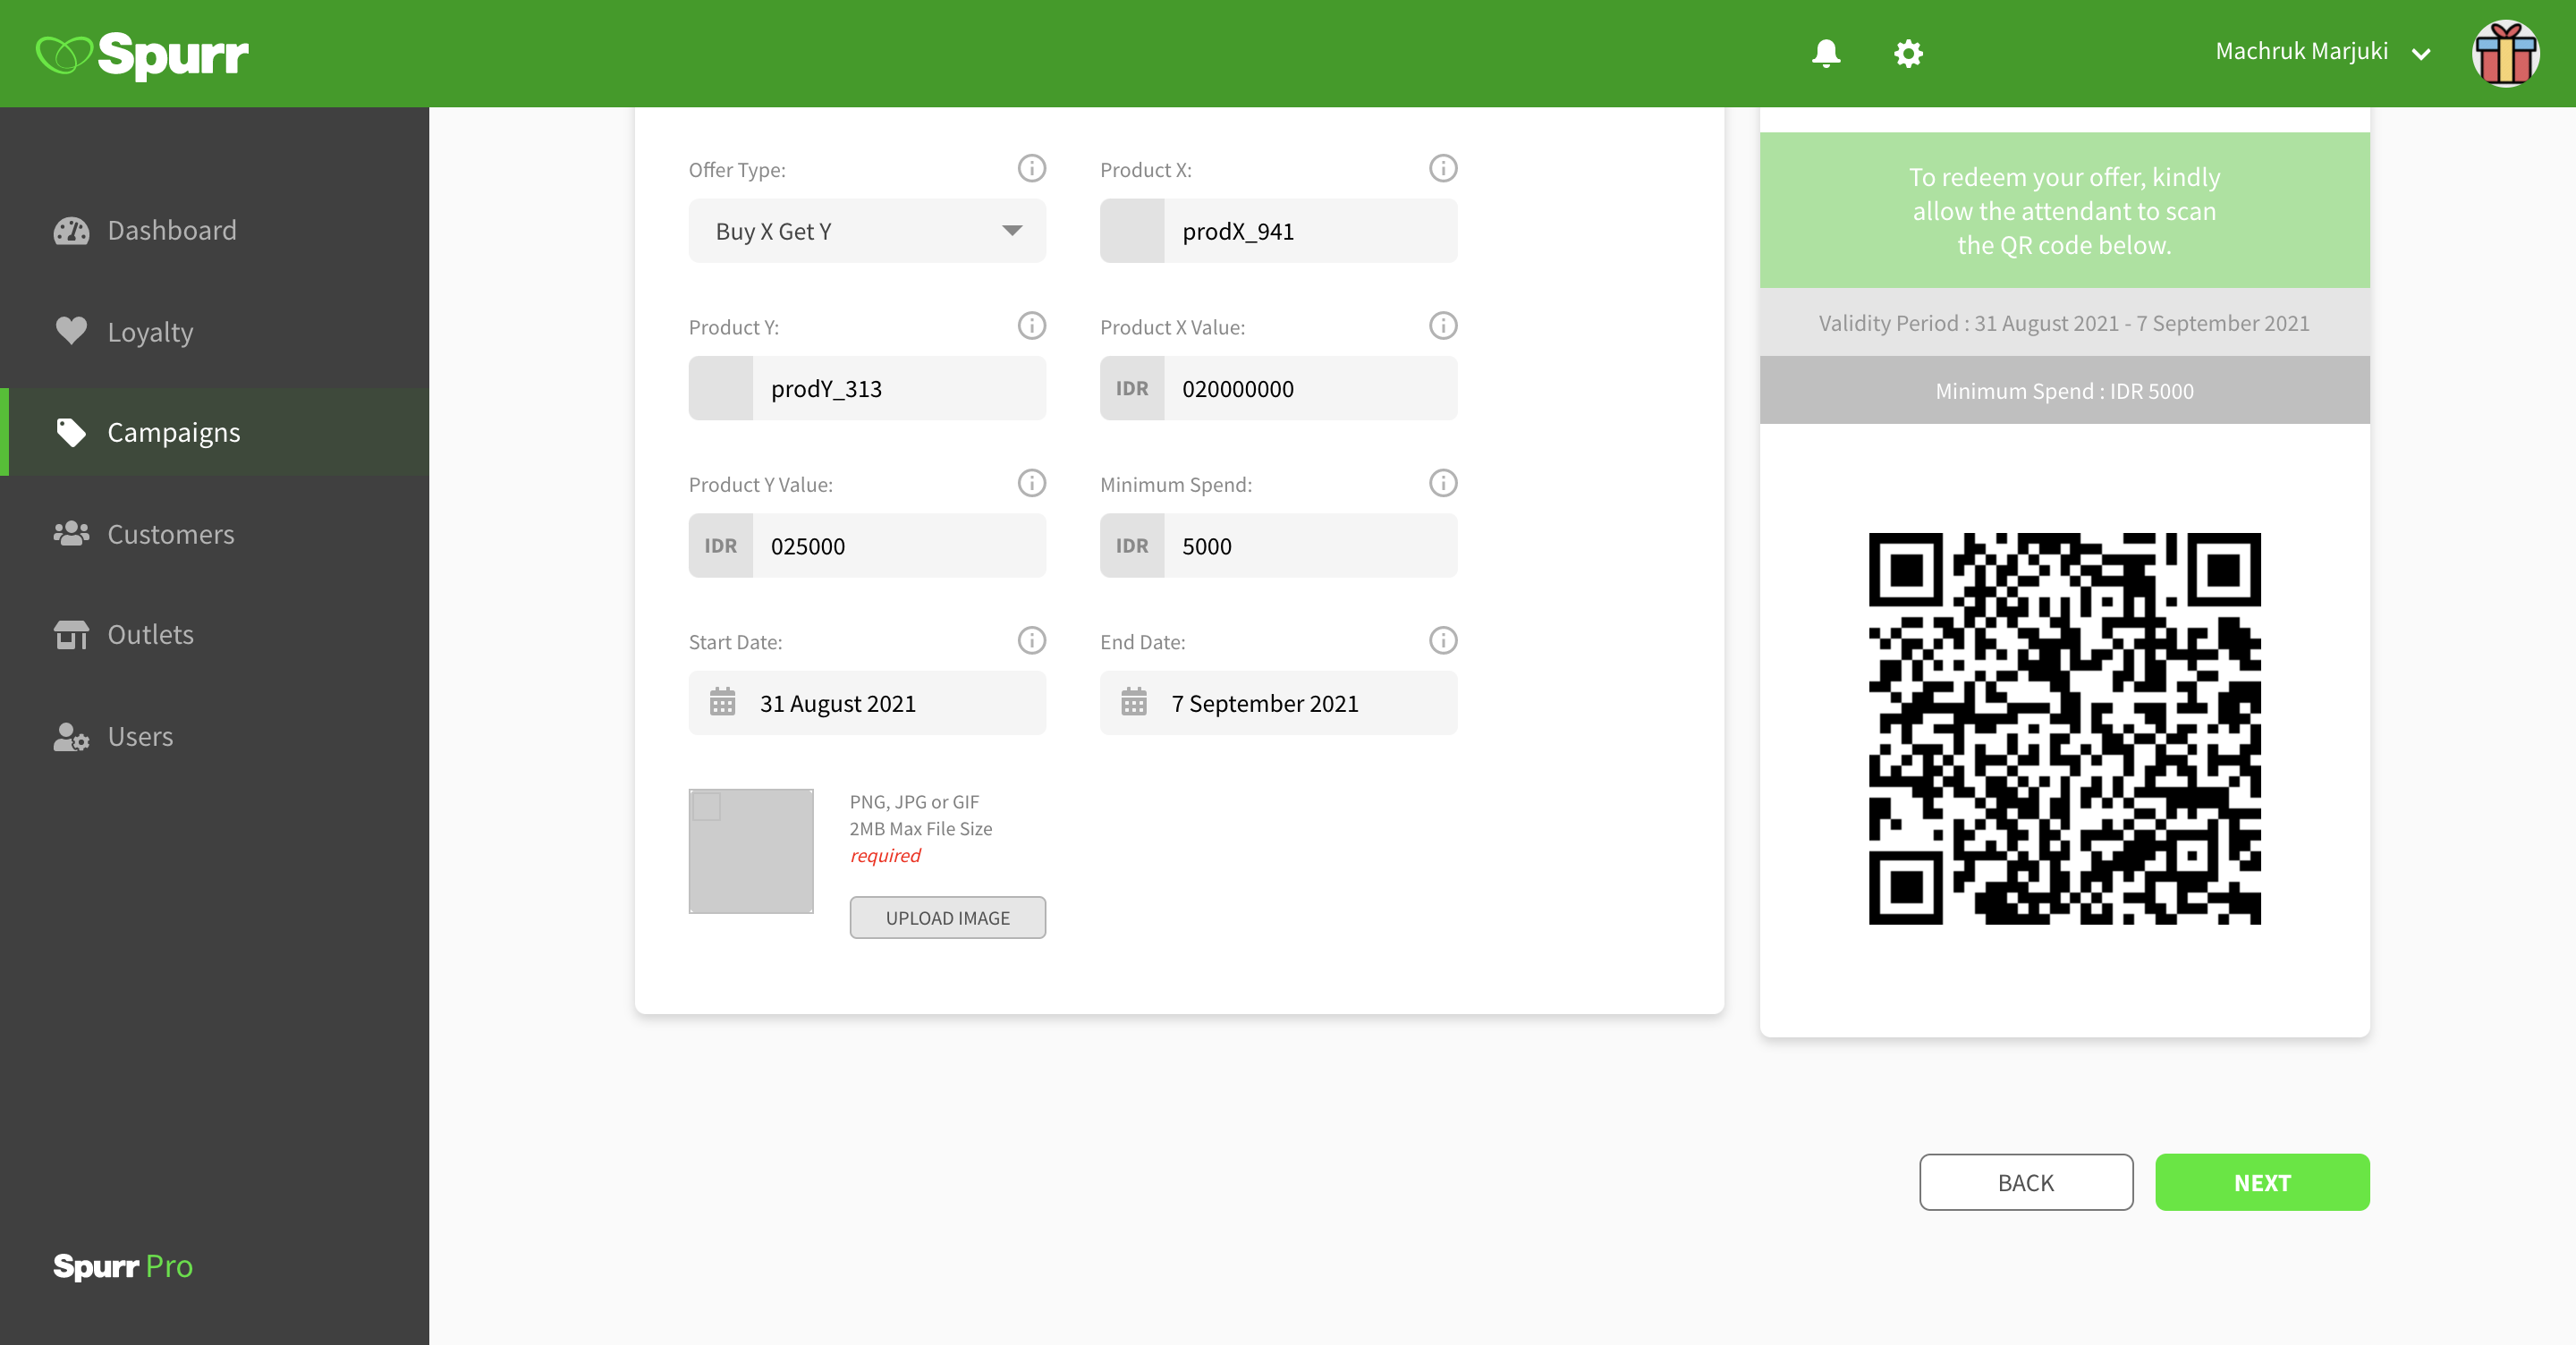 Spurr
Machruk Marjuki
Dashboard
Loyalty
Campaigns
Customers
Outlets
Users
Spurr Pro
Offer Type:
Buy X Get Y
Product X:
prodX_941
Product Y:
prodY_313
Product X Value:
IDR 020000000
Product Y Value:
IDR 025000
Minimum Spend:
IDR 5000
Start Date:
31 August 2021
End Date:
7 September 2021
PNG, JPG or GIF
2MB Max File Size
required
UPLOAD IMAGE
To redeem your offer, kindly
allow the attendant to scan
the QR code below.
Validity Period : 31 August 2021 - 7 September 2021
Minimum Spend : IDR 5000
BACK
NEXT